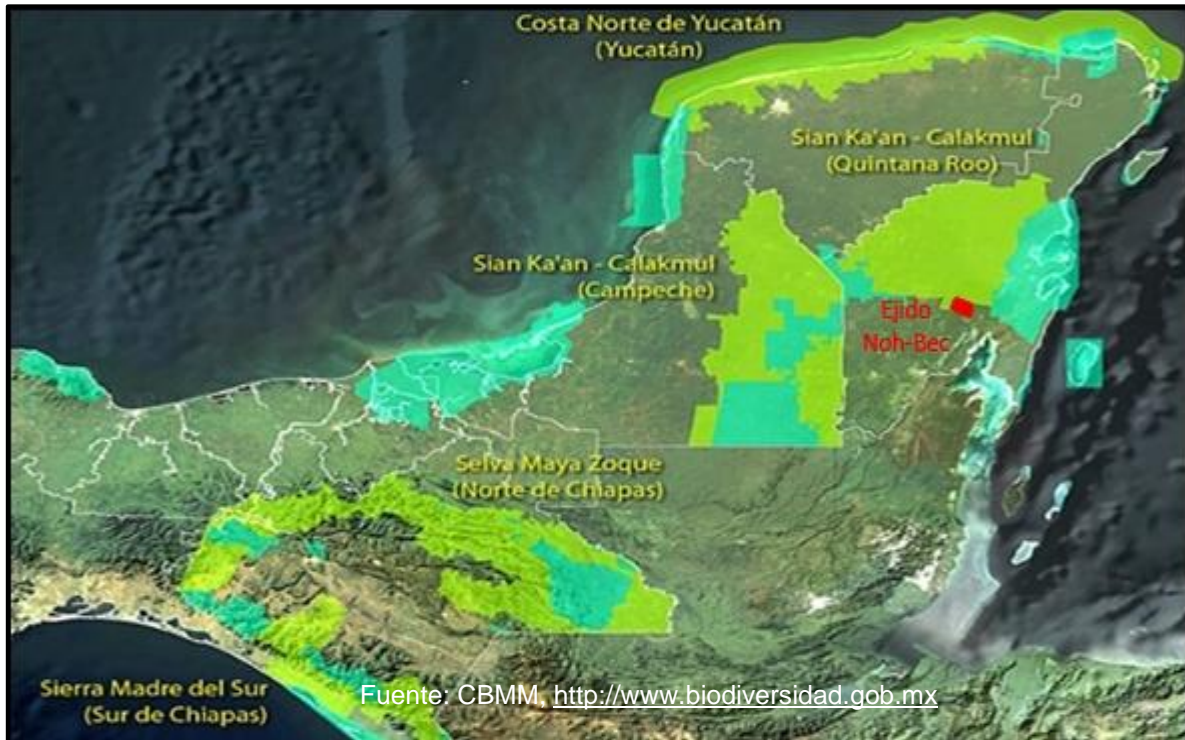 Costa Norte de Yucatán
(Yucatán)
Sian Ka'an - Calakmul
(Quintana Roo)
Sian Ka'an - Calakmul
(Campeche)
Ejido
Noh-Bec
Selva Maya Zoque
(Norte de Chiapas)
Sierra Madre del Sur
(Sur de Chiapas)
Fuente: CBMM, http://www.biodiversidad.gob.mx